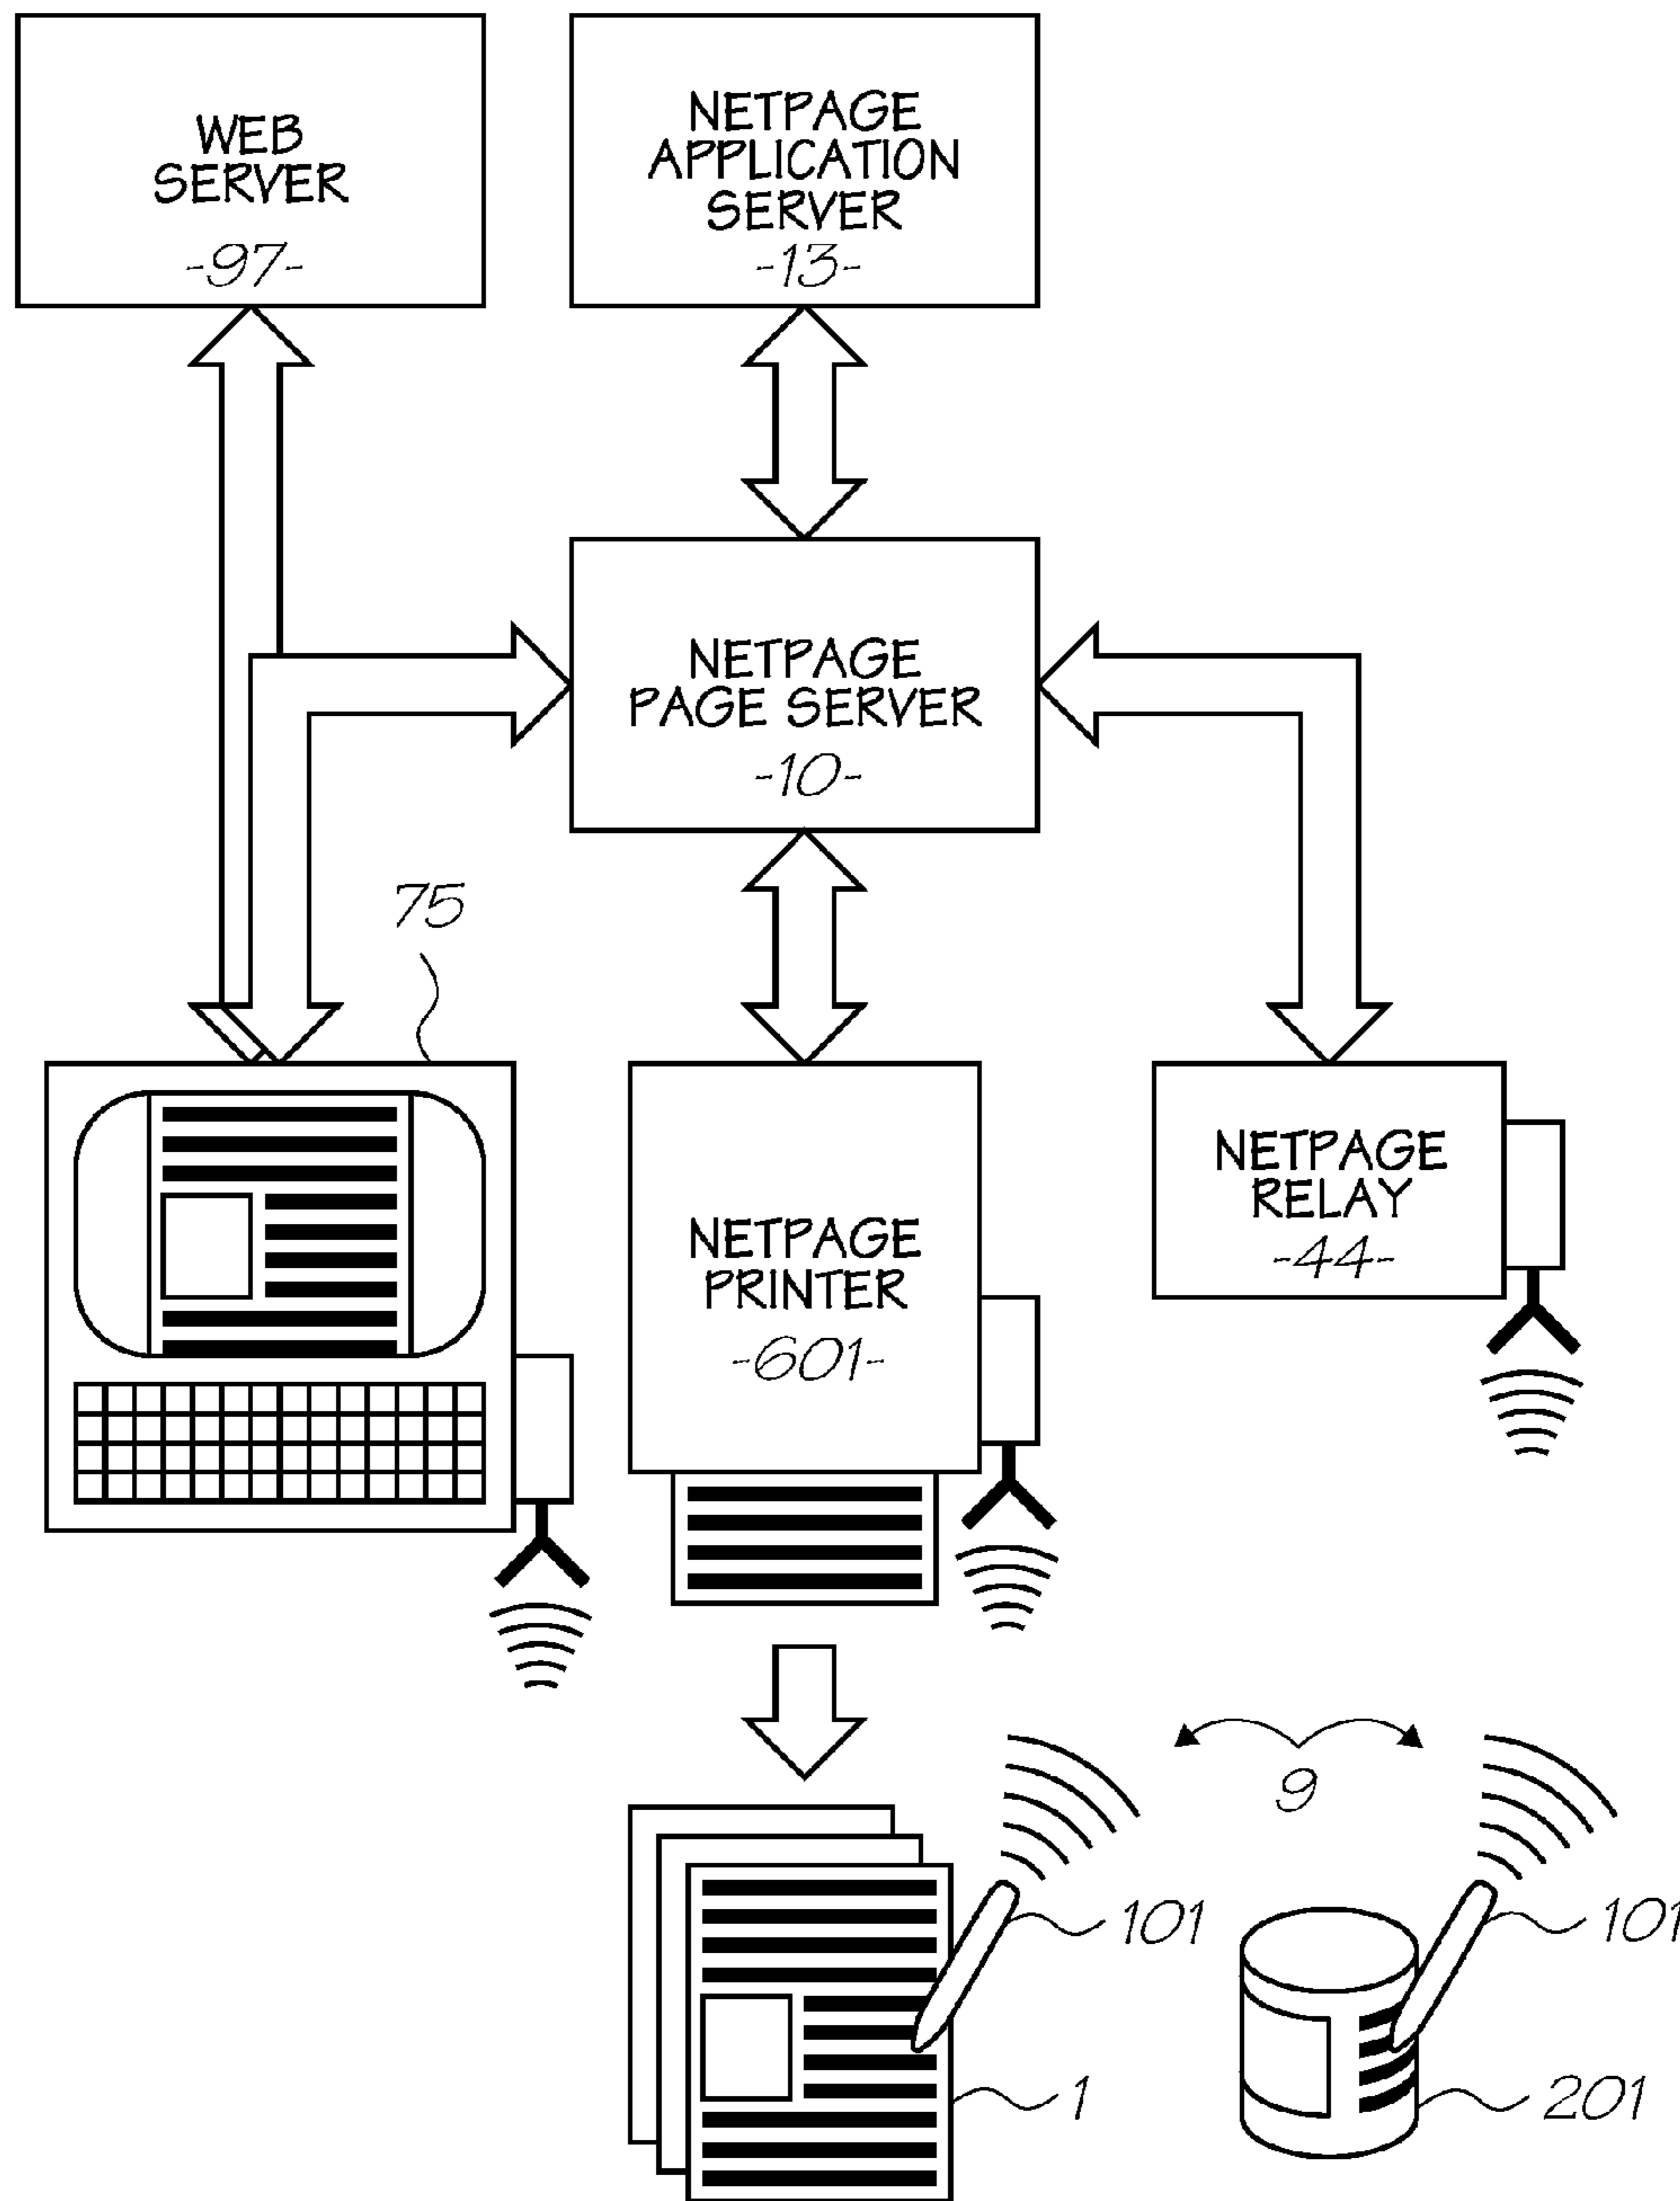 WEB
SERVER
-97-
NETPAGE
APPLICATION
SERVER
-13-
NETPAGE
PAGE SERVER
-10-
75
NETPAGE
PRINTER
-601-
NETPAGE
RELAY
-44-
9
101
101
1
201